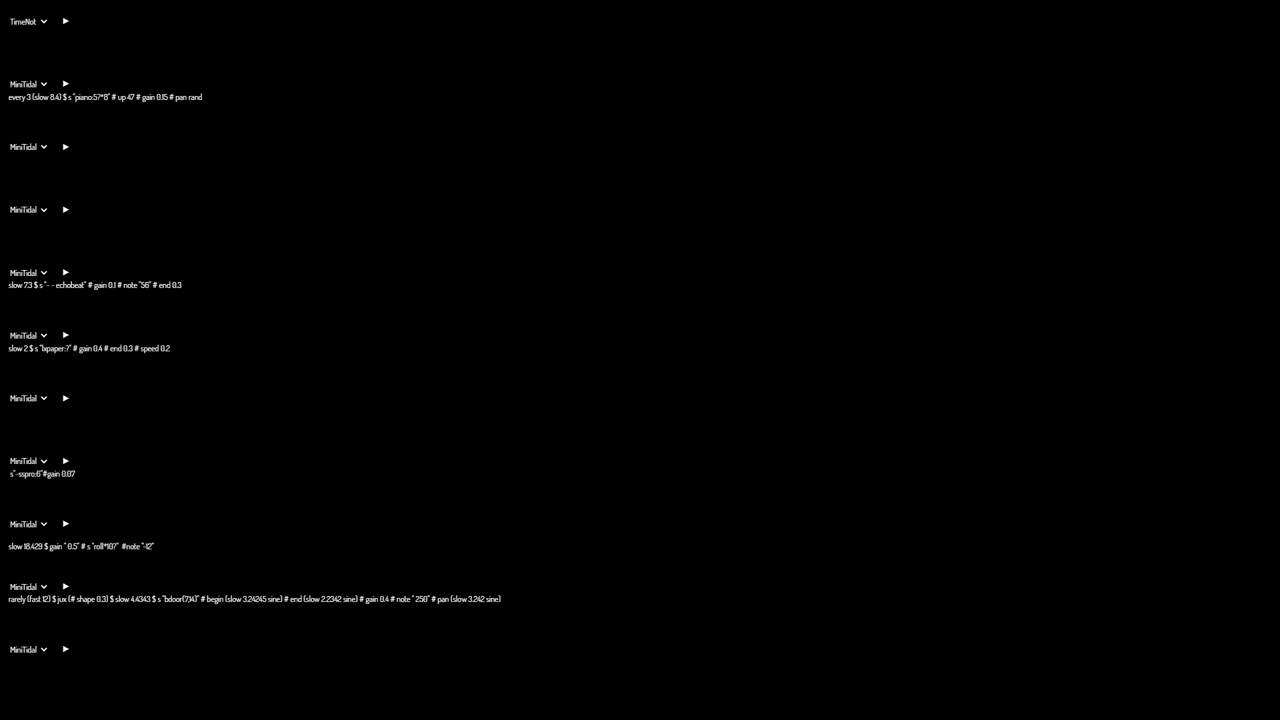 TimeNot
MiniTidal
every 3 (slow 8.4) $ s "piano:5?*8" # up 47 # gain 0.15 # pan rand
MiniTidal
MiniTidal
MiniTidal
slow 7.3 $ s "- - echobeat" # gain 0.1 # note "56" # end 0.3
MiniTidal
slow 2 $ s "lxpaper:?" # gain 0.4 # end 0.3 # speed 0.2
MiniTidal
MiniTidal
s"-sspro:6"#gain 0.07
MiniTidal
slow 18.429 $ gain " 0.5" # s "roll*10?"  #note "-12"
MiniTidal
rarely (fast 12) $ jux (# shape 0.3) $ slow 4.4343 $ s "bdoor(7,14)" # begin (slow 3.24245 sine) # end (slow 2.2342 sine) # gain 0.4 # note " 250" # pan (slow 3.242 sine)
MiniTidal